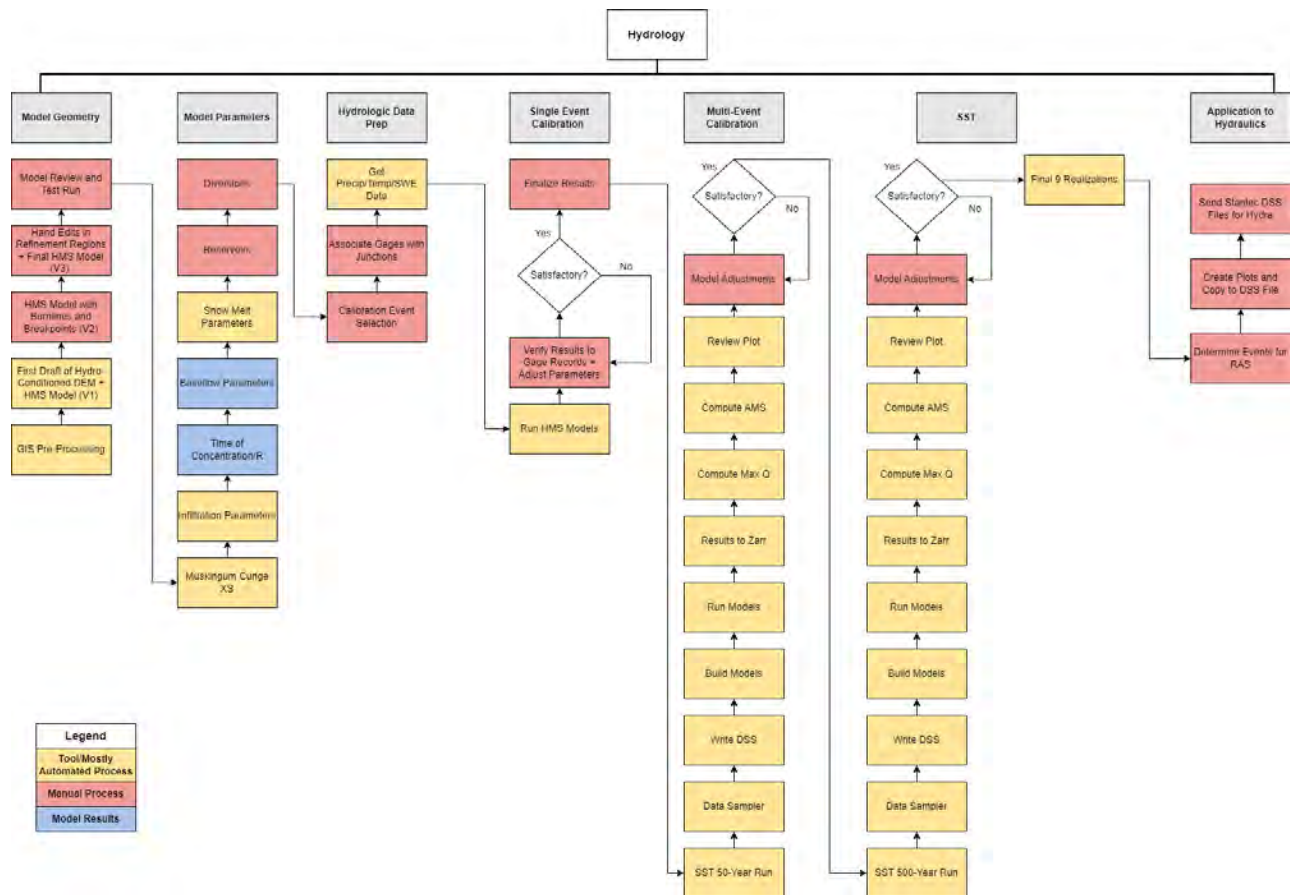 Hydrology
Model Geometry
Model Review and
Test Run
Hand Edits in
Refinement Regions
+ Final HMS Model
(V3)
HMS Model with
Burnlines and
Breakpoints (V2)
First Draft of Hydro-
Conditioned DEM +
HMS Model (V1)
GIS Pre-Processing
Model Parameters
Diversions
Reservoirs
Snow Melt
Parameters
Baseflow Parameters
Time of
Concentration/R
Infiltration Parameters
Muskingum Cunge
XS
Hydrologic Data
Prep
Get
Precip/Temp/SWE
Data
Associate Gages with
Junctions
Calibration Event
Selection
Single Event
Calibration
Finalize Results
Yes
Satisfactory?
No
Verify Results to
Gage Records +
Adjust Parameters
Run HMS Models
Multi-Event
Calibration
Yes
Satisfactory?
No
Model Adjustments
Review Plot
Compute AMS
Compute Max Q
Results to Zarr
Run Models
Build Models
Write DSS
Data Sampler
SST 50-Year Run
SST
Yes
Satisfactory?
No
Final 9 Realizations
Model Adjustments
Review Plot
Compute AMS
Compute Max Q
Results to Zarr
Run Models
Build Models
Write DSS
Data Sampler
SST 500-Year Run
Application to
Hydraulics
Send Stantec DSS
Files for Hydra
Create Plots and
Copy to DSS File
Determine Events for
RAS
Legend
Tool/Mostly
Automated Process
Manual Process
Model Results